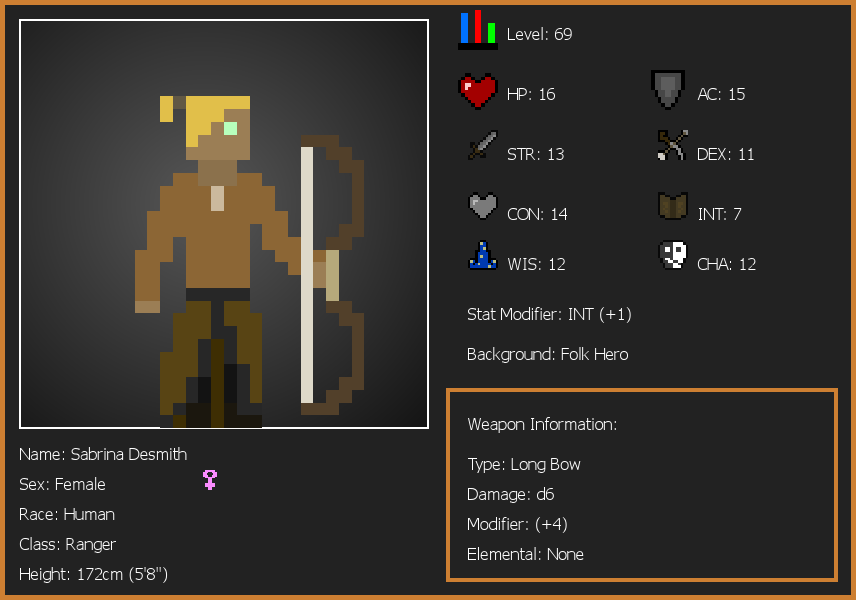 Level: 69
HP: 16
AC: 15
STR: 13
DEX: 11
CON: 14
INT: 7
WIS: 12
CHA: 12
Stat Modifier: INT (+1)
Background: Folk Hero
Weapon Information:
Type: Long Bow
Damage: d6
Modifier: (+4)
Elemental: None
Name: Sabrina Desmith
Sex: Female
Race: Human
Class: Ranger
Height: 172cm (5'8")